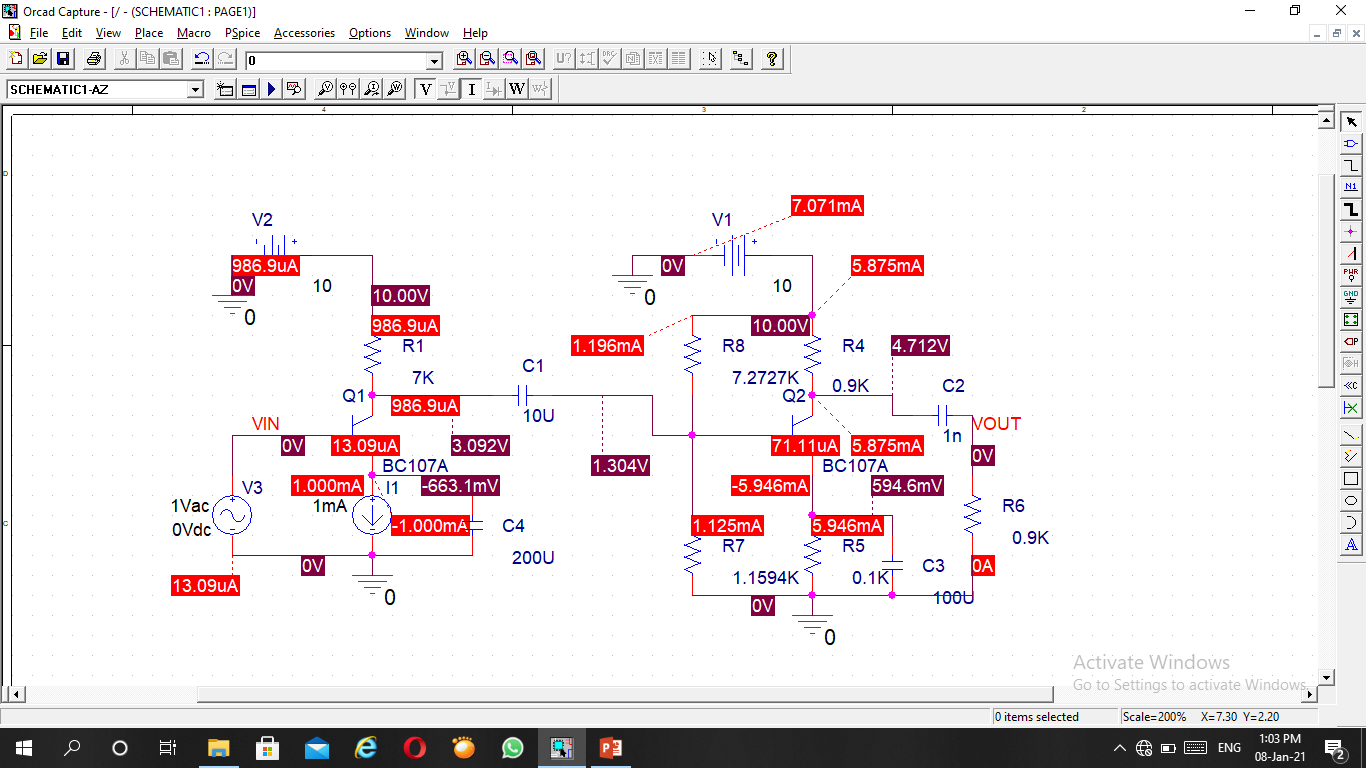 Orcad Capture - [/ - (SCHEMATIC1 : PAGE1)]
File Edit View Place Macro PSpice Accessories Options Window Help
0
U?
SCHEMATIC1-AZ
V I W
4 3 2
D
C
N1
PWR
GND
7.071mA
V2 V1
986.9uA 0V 5.875mA
0V 10 0 10
0 10.00V
986.9uA 10.00V
R1 1.196mA R8 R4 4.712V
7K C1 7.2727K 0.9K C2
Q1 986.9uA 10U Q2
VIN 1n VOUT
0V 13.09uA 3.092V 71.11uA 5.875mA 0V
BC107A 1.304V BC107A
V3 1.000mA I1 -663.1mV -5.946mA 594.6mV
1Vac 1mA R6
0Vdc -1.000mA C4 1.125mA 5.946mA 0.9K
R7 R5
0V 200U C3 0A
13.09uA 1.1594K 0.1K
0 0V 100U
0
Activate Windows
Go to Settings to activate Windows.
0 items selected Scale=200% X=7.30 Y=2.20
ENG 1:03 PM
08-Jan-21 2